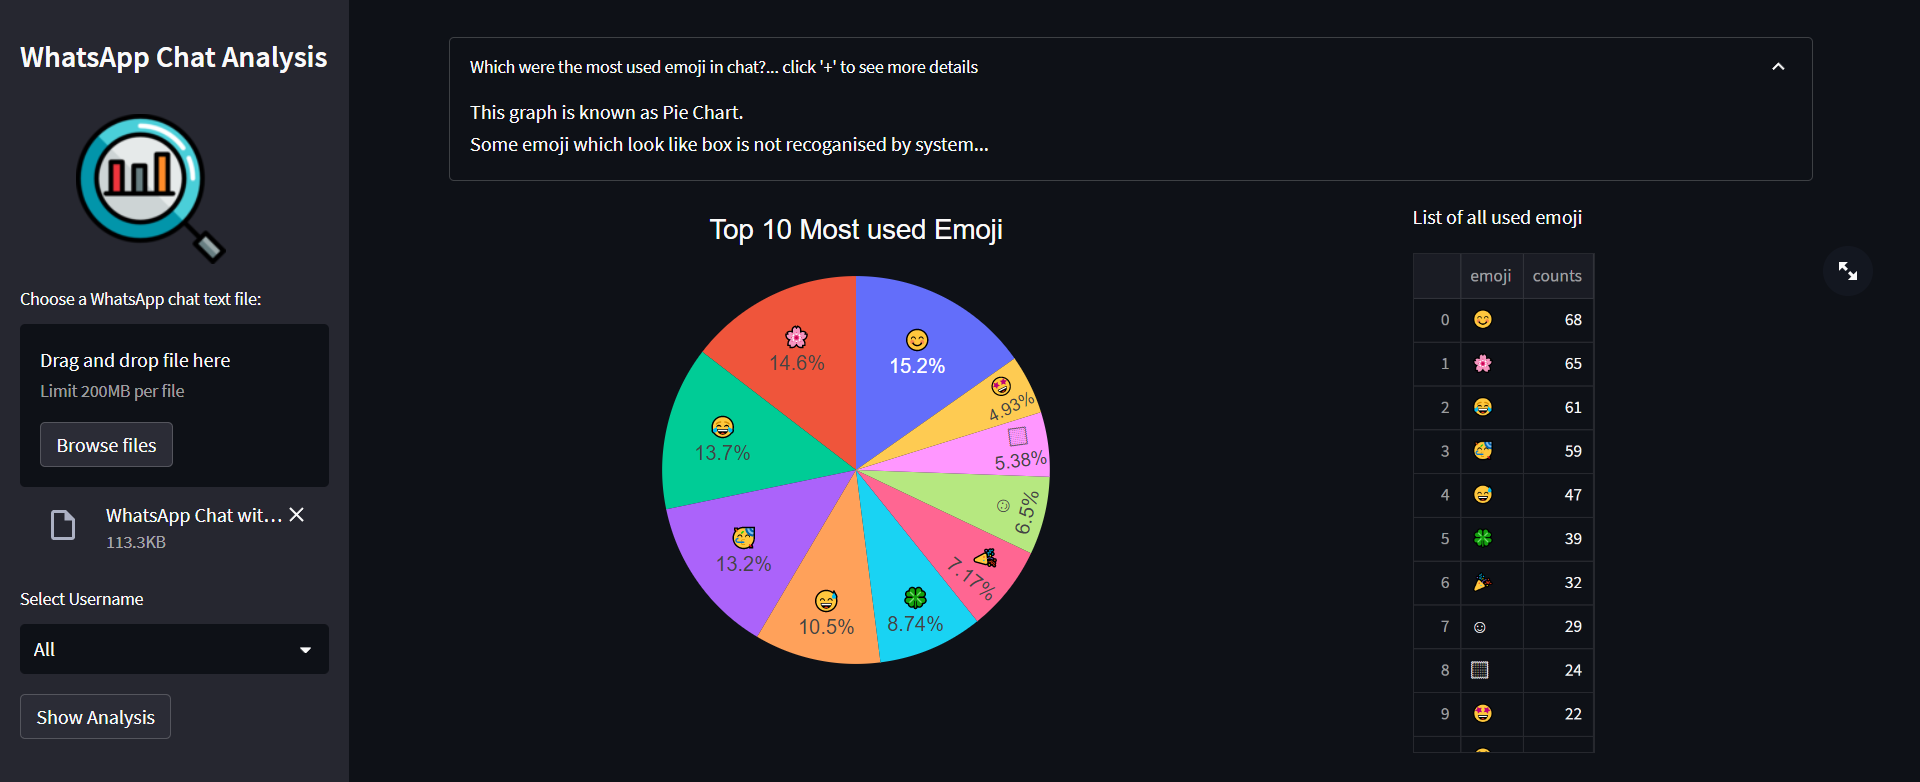 WhatsApp Chat Analysis
Choose a WhatsApp chat text file:
Drag and drop file here
Limit 200MB per file
Browse files
WhatsApp Chat wit...
113.3KB
Select Username
All
Show Analysis
Which were the most used emoji in chat?... click '+' to see more details
This graph is known as Pie Chart.
Some emoji which look like box is not recoganised by system...
Top 10 Most used Emoji
😊
15.2%
🤩
4.93%
5.38%
☺
6.5%
🎉
7.17%
🍀
8.74%
😅
10.5%
🥳
13.2%
😂
13.7%
🌸
14.6%
List of all used emoji
emoji counts
0 😊 68
1 🌸 65
2 😂 61
3 🥳 59
4 😅 47
5 🍀 39
6 🎉 32
7 ☺ 29
8 24
9 🤩 22